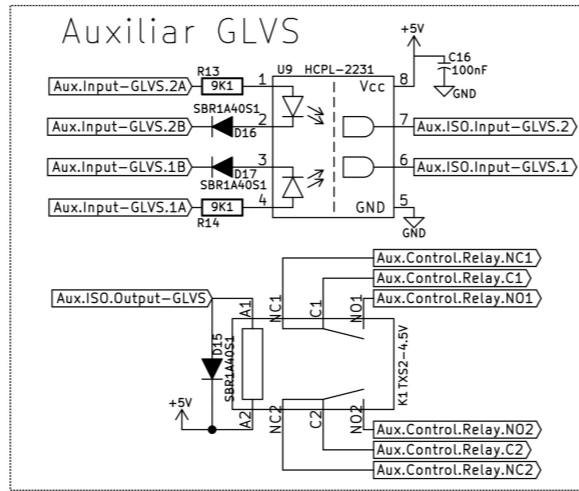 Auxiliar GLVS
+5V
U9 HCPL-2231
C16
100nF
GND
R13
Aux.Input-GLVS.2A 9K1 1
Vcc 8
SBR1A40S1
Aux.Input-GLVS.2B D16 2
7 Aux.ISO.Input-GLVS.2
Aux.Input-GLVS.1B D17 3
SBR1A40S1
6 Aux.ISO.Input-GLVS.1
Aux.Input-GLVS.1A 9K1 4
R14
GND 5
GND
Aux.Control.Relay.NC1
Aux.Control.Relay.C1
Aux.ISO.Output-GLVS
Aux.Control.Relay.NO1
A1 NC1 C1 NO1
D15
SBR1A40S1
K1TXS2-4.5V
+5V
A2 NC2 C2 NO2
Aux.Control.Relay.NO2
Aux.Control.Relay.C2
Aux.Control.Relay.NC2